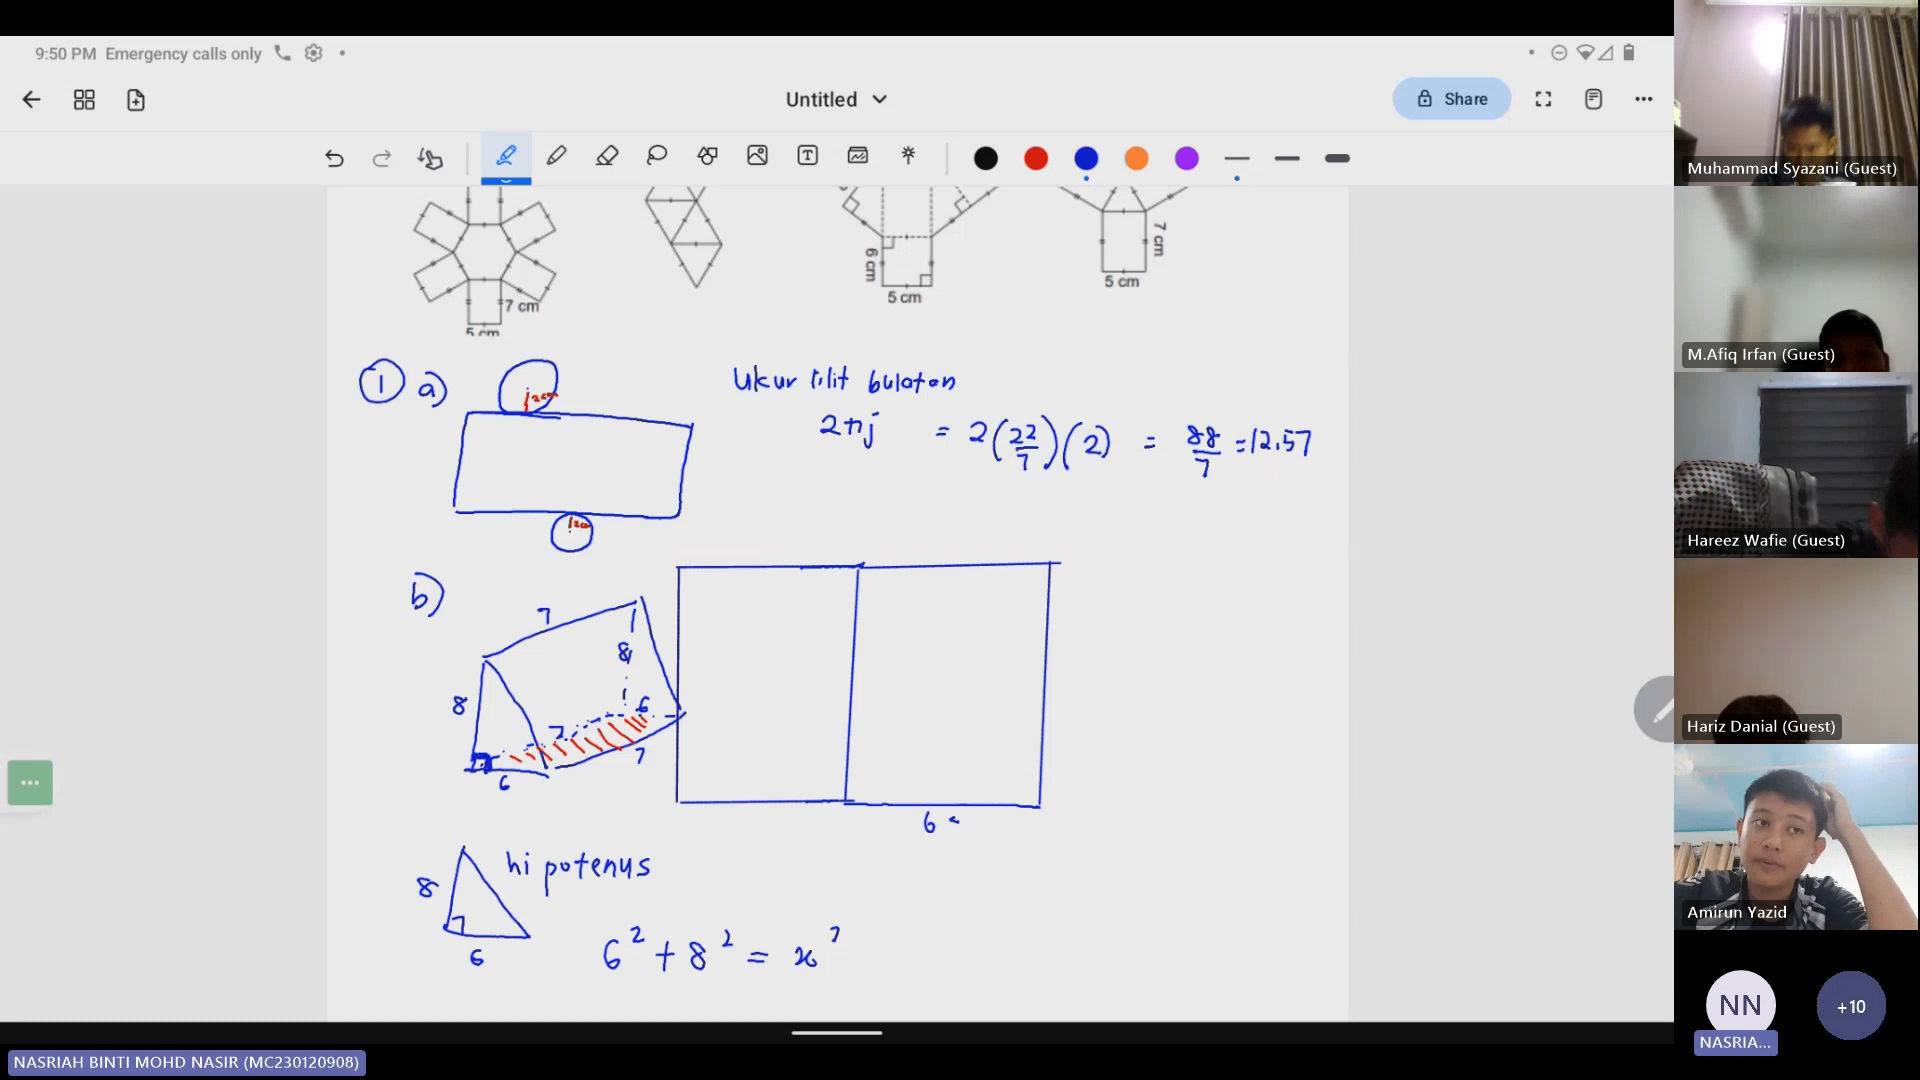 9:50 PM Emergency calls only
Untitled
Share
7 cm
5 cm
6 cm
5 cm
7 cm
5 cm
1 a)
2cm
Ukur lilit bulatan
2πj = 2(22/7)(2) = 88/7 = 12.57
2cm
b)
7
8
8
6
7
7
6
6
8
hi potenus
6
6² + 8² = x²
Muhammad Syazani (Guest)
M.Afiq Irfan (Guest)
Hareez Wafie (Guest)
Hariz Danial (Guest)
Amirun Yazid
NN
+10
NASRIA...
NASRIAH BINTI MOHD NASIR (MC230120908)